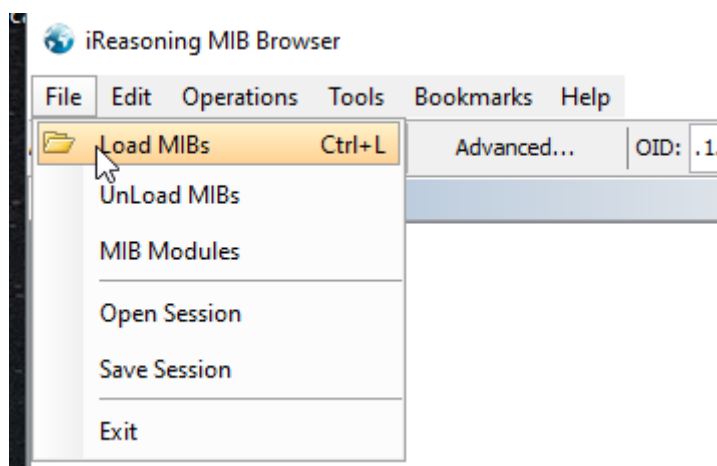 iReasoning MIB Browser
File Edit Operations Tools Bookmarks Help
Load MIBs Ctrl+L Advanced... OID: .1.
UnLoad MIBs
MIB Modules
Open Session
Save Session
Exit